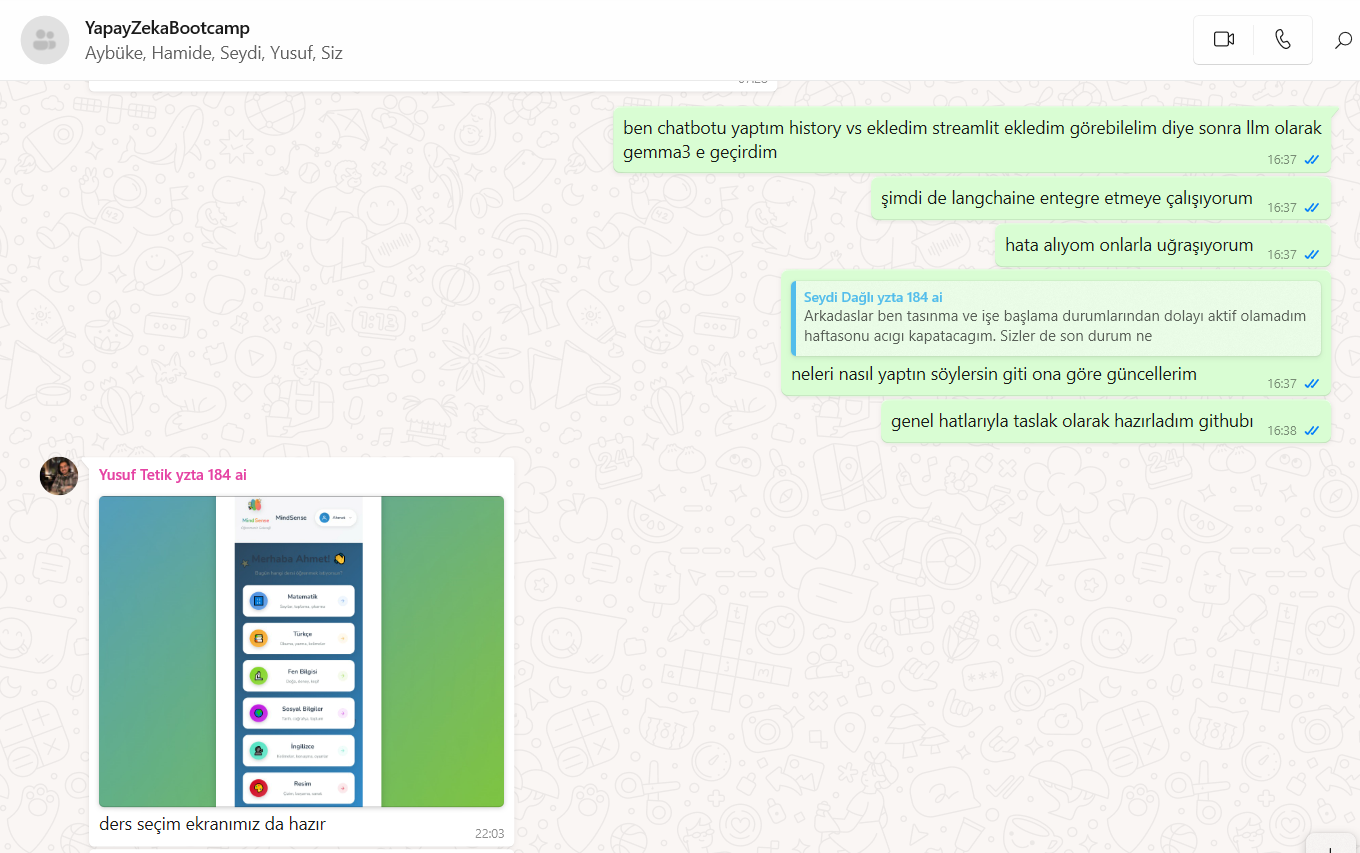 YapayZekaBootcamp
Aybüke, Hamide, Seydi, Yusuf, Siz
ben chatbotu yaptım history vs ekledim streamlit ekledim görebilelim diye sonra llm olarak
gemma3 e geçirdim
16:37
şimdi de langchaine entegre etmeye çalışıyorum
16:37
hata alıyom onlarla uğraşıyorum
16:37
Seydi Dağlı yzta 184 ai
Arkadaslar ben tasınma ve işe başlama durumlarından dolayı aktif olamadım
haftasonu acıgı kapatacagım. Sizler de son durum ne
neleri nasıl yaptın söylersin giti ona göre güncellerim
16:37
genel hatlarıyla taslak olarak hazırladım githubı
16:38
Yusuf Tetik yzta 184 ai
Mind Sense
MindSense
Ahmet
Merhaba Ahmet!
Matematik
Türkçe
Fen Bilgisi
Sosyal Bilgiler
İngilizce
Resim
ders seçim ekranımız da hazır
22:03